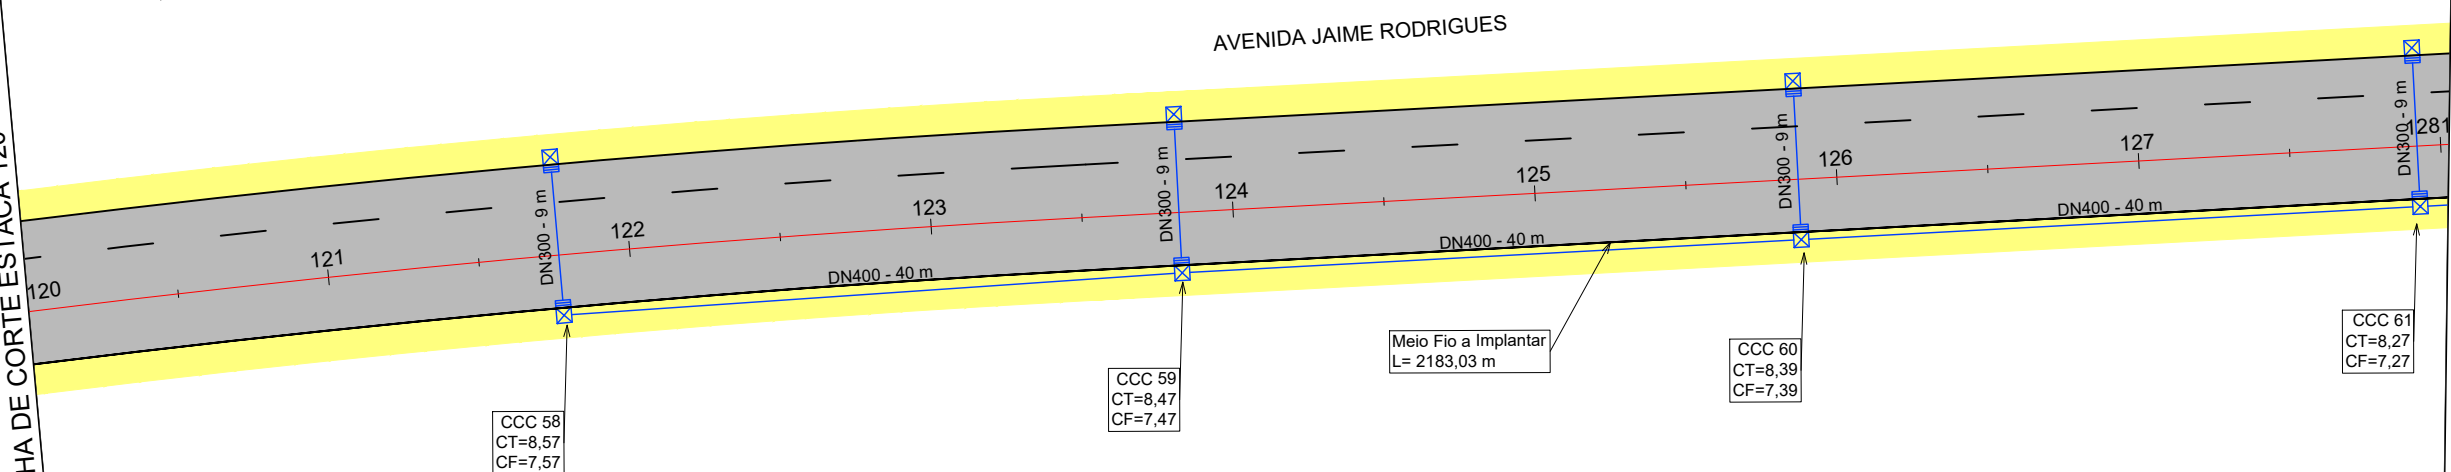 AVENIDA JAIME RODRIGUES
HA DE CORTE ESTACA 120
120
121
122
123
124
125
126
127
1281
DN300 - 9 m
DN300 - 9 m
DN300 - 9 m
DN300 - 9 m
DN400 - 40 m
DN400 - 40 m
DN400 - 40 m
CCC 58
CT=8,57
CF=7,57
CCC 59
CT=8,47
CF=7,47
Meio Fio a Implantar
L= 2183,03 m
CCC 60
CT=8,39
CF=7,39
CCC 61
CT=8,27
CF=7,27